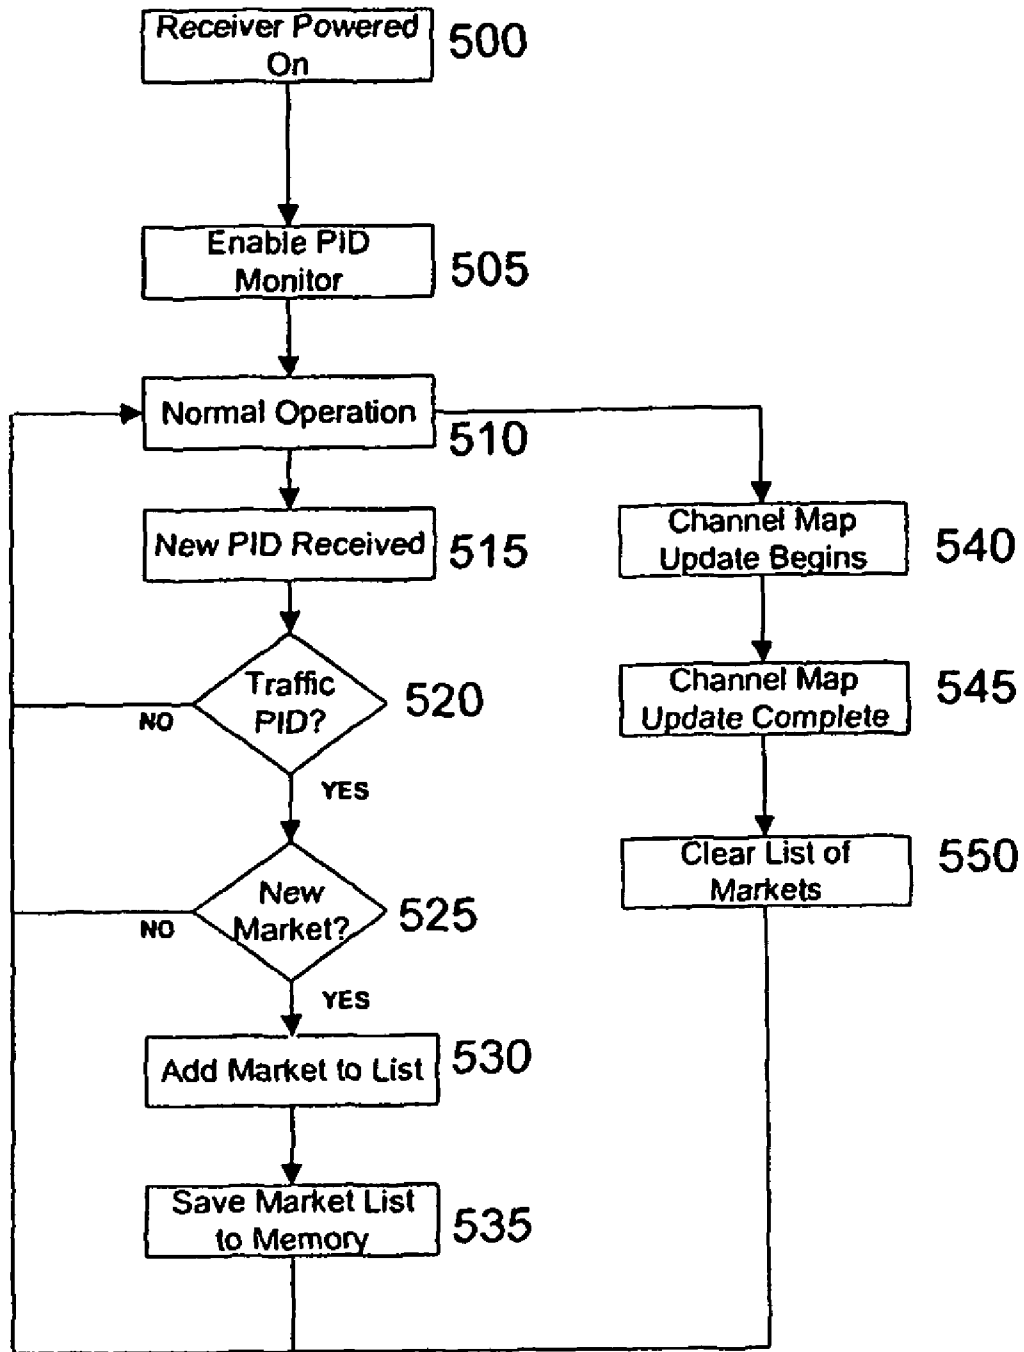 Receiver Powered
On
500
Enable PID
Monitor
505
Normal Operation
510
New PID Received
515
Traffic
PID?
520
NO
YES
New
Market?
525
NO
YES
Add Market to List
530
Save Market List
to Memory
535
Channel Map
Update Begins
540
Channel Map
Update Complete
545
Clear List of
Markets
550